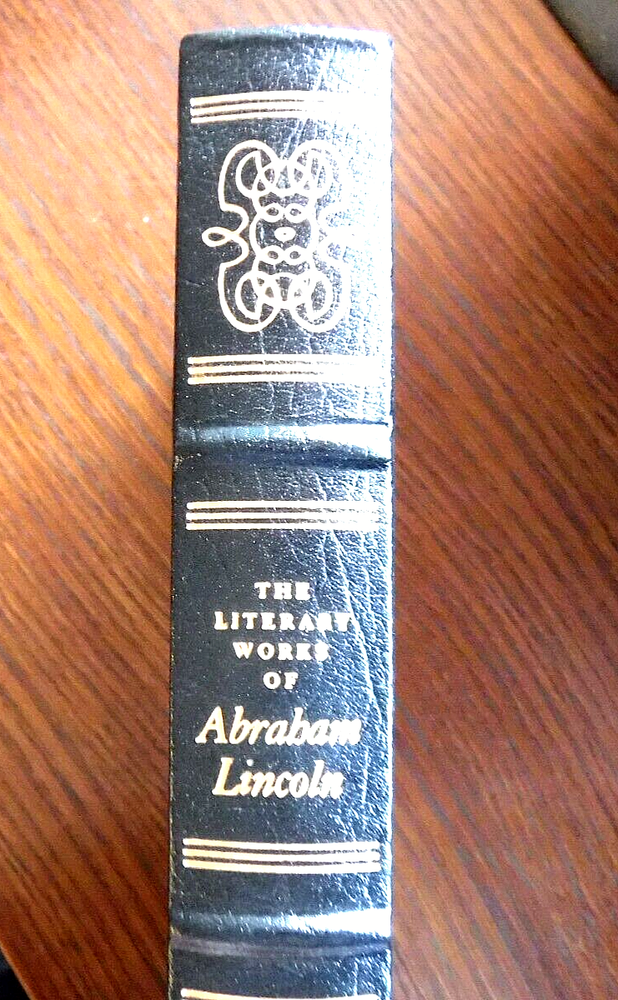 THE
LITERARY
WORKS
OF
Abraham
Lincoln